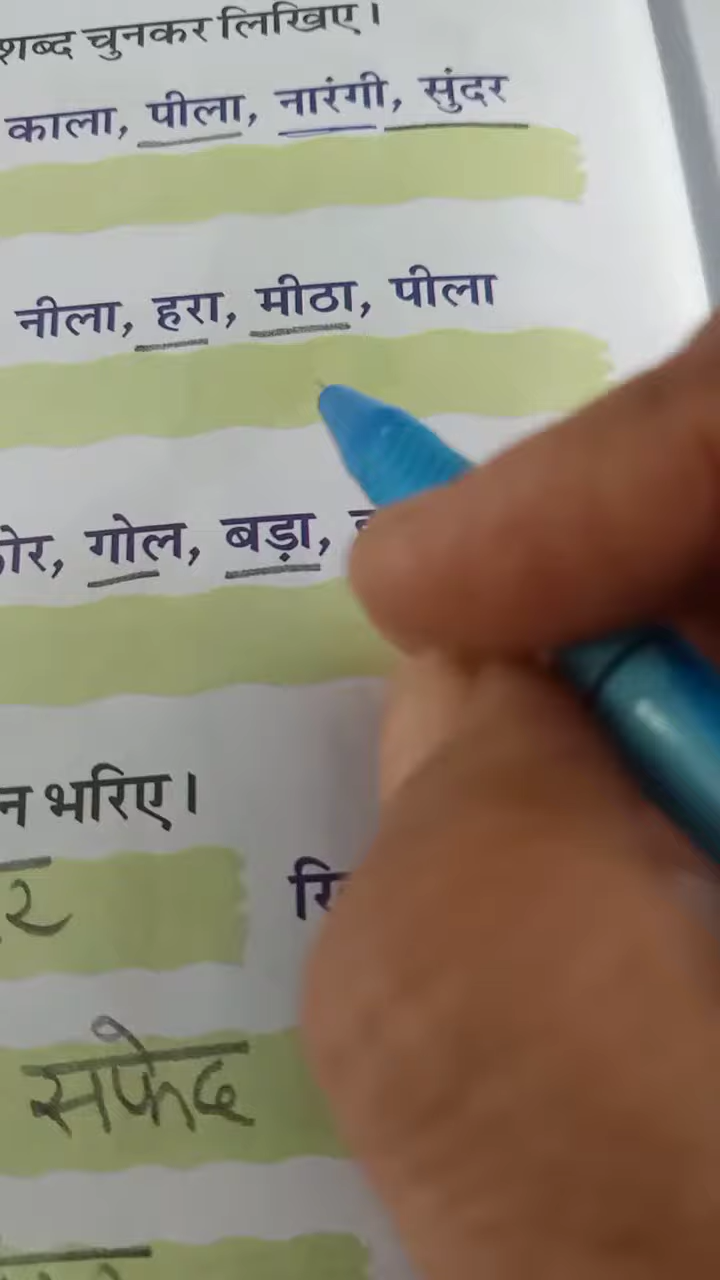 शब्द चुनकर लिखिए।
काला, पीला, नारंगी, सुंदर
नीला, हरा, मीठा, पीला
गोल, बड़ा,
भरिए।
सफेद